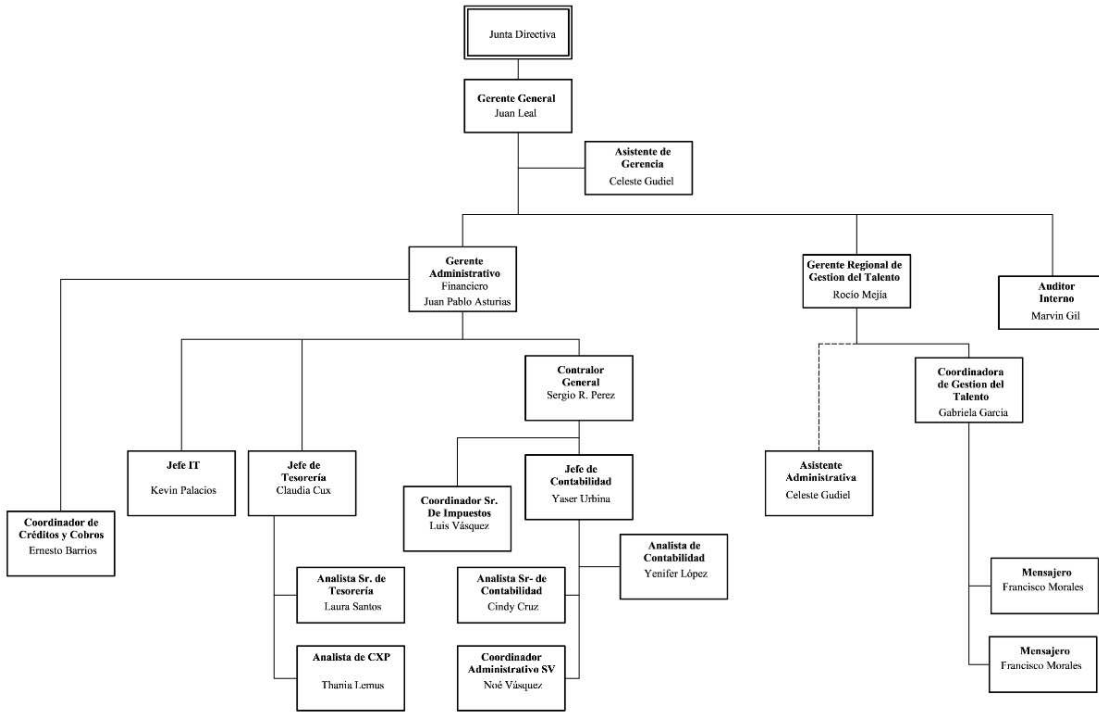 Junta Directiva
Gerente General
Juan Leal
Asistente de
Gerencia
Celeste Gudiel
Gerente
Administrativo
Financiero
Juan Pablo Asturias
Gerente Regional de
Gestion del Talento
Rocío Mejía
Auditor
Interno
Marvin Gil
Contralor
General
Sergio R. Perez
Coordinadora
de Gestion del
Talento
Gabriela García
Jefe IT
Kevin Palacios
Jefe de
Tesorería
Claudia Cux
Jefe de
Contabilidad
Yaser Urbina
Asistente
Administrativa
Celeste Gudiel
Coordinador Sr.
De Impuestos
Luis Vásquez
Coordinador de
Créditos y Cobros
Ernesto Barrios
Analista de
Contabilidad
Yenifer López
Analista Sr. de
Tesorería
Laura Santos
Analista Sr- de
Contabilidad
Cindy Cruz
Mensajero
Francisco Morales
Analista de CXP
Thania Lemus
Coordinador
Administrativo SV
Noé Vásquez
Mensajero
Francisco Morales